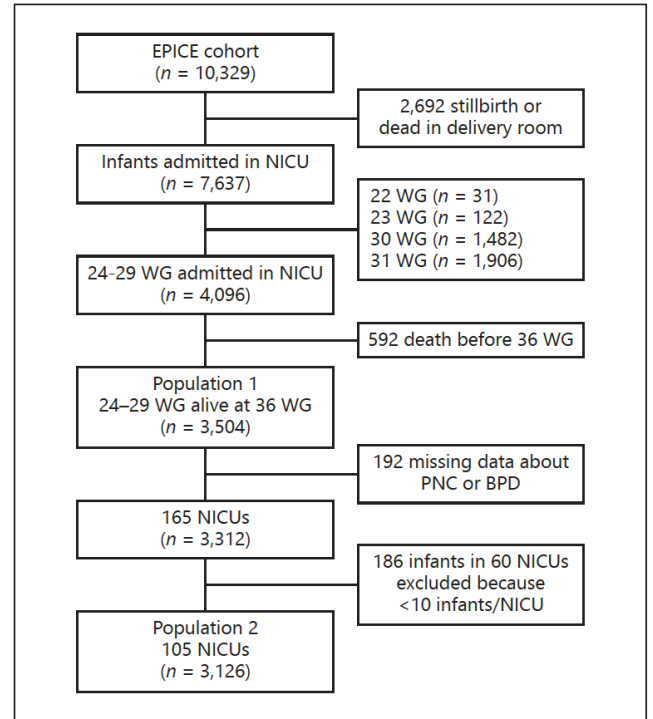 EPICE cohort
(n = 10,329)
2,692 stillbirth or
dead in delivery room
Infants admitted in NICU
(n = 7,637)
22 WG (n = 31)
23 WG (n = 122)
30 WG (n = 1,482)
31 WG (n = 1,906)
24-29 WG admitted in NICU
(n = 4,096)
592 death before 36 WG
Population 1
24–29 WG alive at 36 WG
(n = 3,504)
192 missing data about
PNC or BPD
165 NICUs
(n = 3,312)
186 infants in 60 NICUs
excluded because
<10 infants/NICU
Population 2
105 NICUs
(n = 3,126)